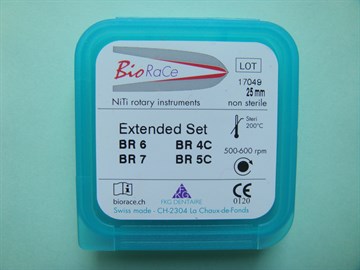 BioRaCe
LOT
17049
25 mm
NiTi rotary instruments non sterile
Extended Set
Steri
200°C
BR 6 BR 4C
BR 7 BR 5C
500-600 rpm
biorace.ch
FKG DENTAIRE
CE
0120
Swiss made - CH-2304 La Chaux-de-Fonds